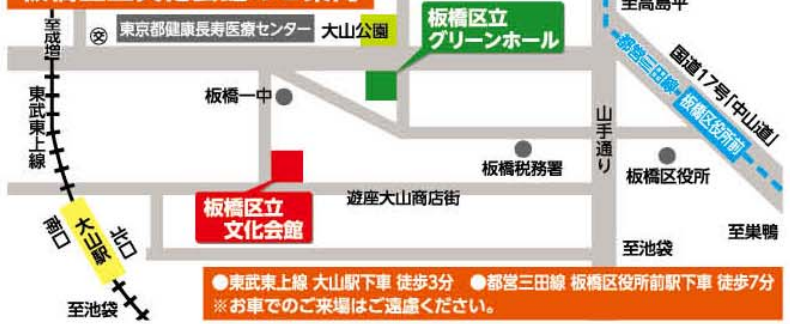 至高島平
板橋区立
グリーンホール
東京都健康長寿医療センター
大山公園
交
至成増
東武東上線
板橋一中
都営三田線
板橋区役所前
国道17号「中山道」
山手通り
板橋税務署
板橋区役所
板橋区立
文化会館
遊座大山商店街
南口
大山駅
北口
至池袋
至池袋
至巣鴨
●東武東上線 大山駅下車 徒歩3分 ●都営三田線 板橋区役所前駅下車 徒歩7分
※お車でのご来場はご遠慮ください。